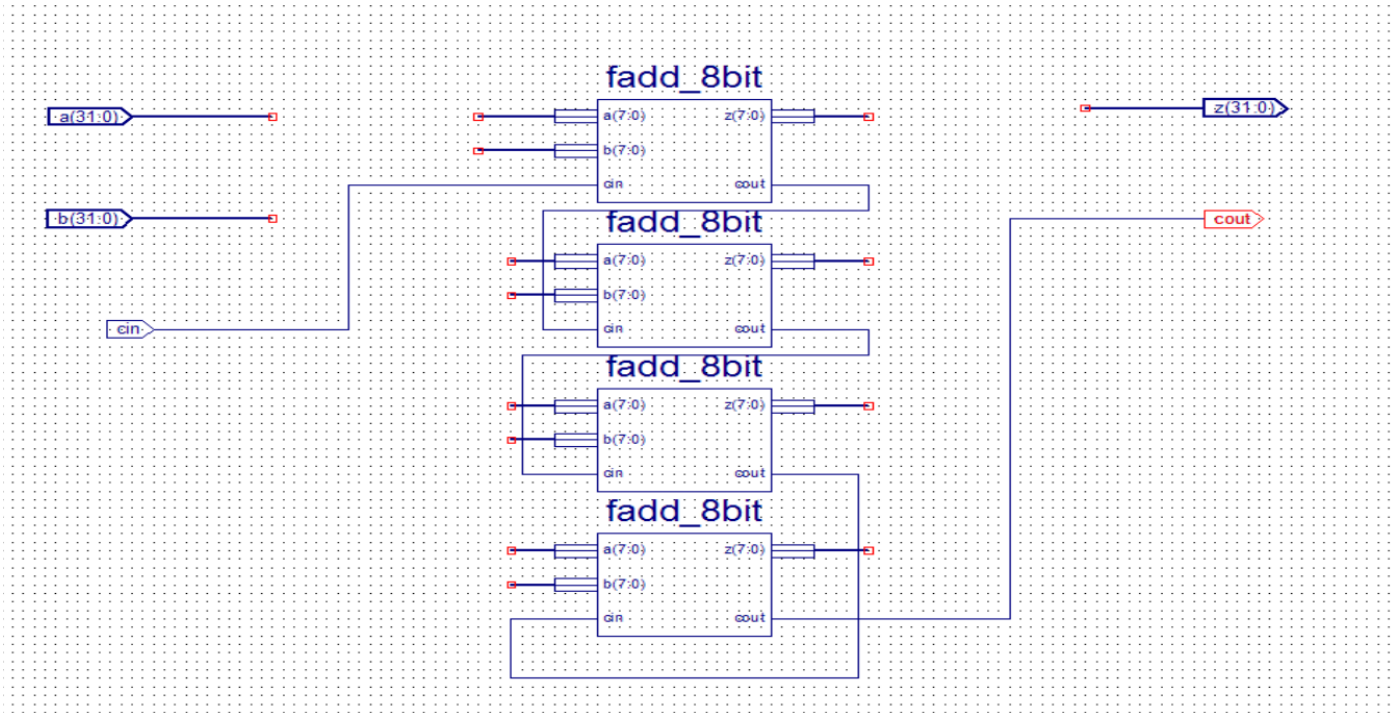 fadd_8bit
a(31:0)
a(7:0)
z(7:0)
z(31:0)
b(7:0)
cin
cout
b(31:0)
cout
fadd_8bit
a(7:0)
z(7:0)
b(7:0)
cin
cin
cout
fadd_8bit
a(7:0)
z(7:0)
b(7:0)
cin
cout
fadd_8bit
a(7:0)
z(7:0)
b(7:0)
cin
cout